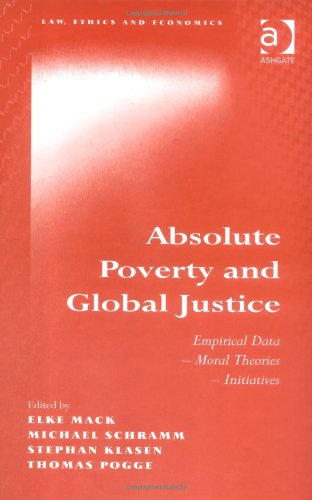 LAW, ETHICS AND ECONOMICS
a
ASHGATE
Absolute
Poverty and
Global Justice
Empirical Data
– Moral Theories
– Initiatives
Edited by
ELKE MACK
MICHAEL SCHRAMM
STEPHAN KLASEN
THOMAS POGGE